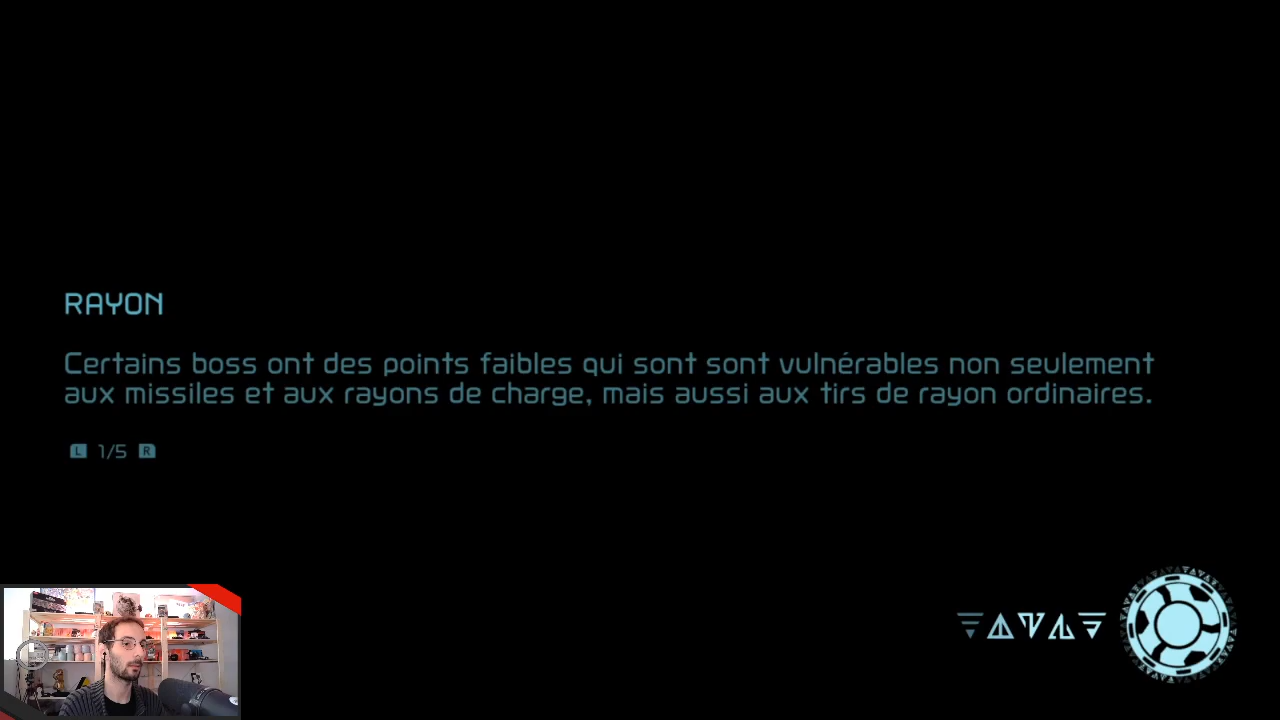 RAYON
Certains boss ont des points faibles qui sont sont vulnérables non seulement
aux missiles et aux rayons de charge, mais aussi aux tirs de rayon ordinaires.
L 1/5 R